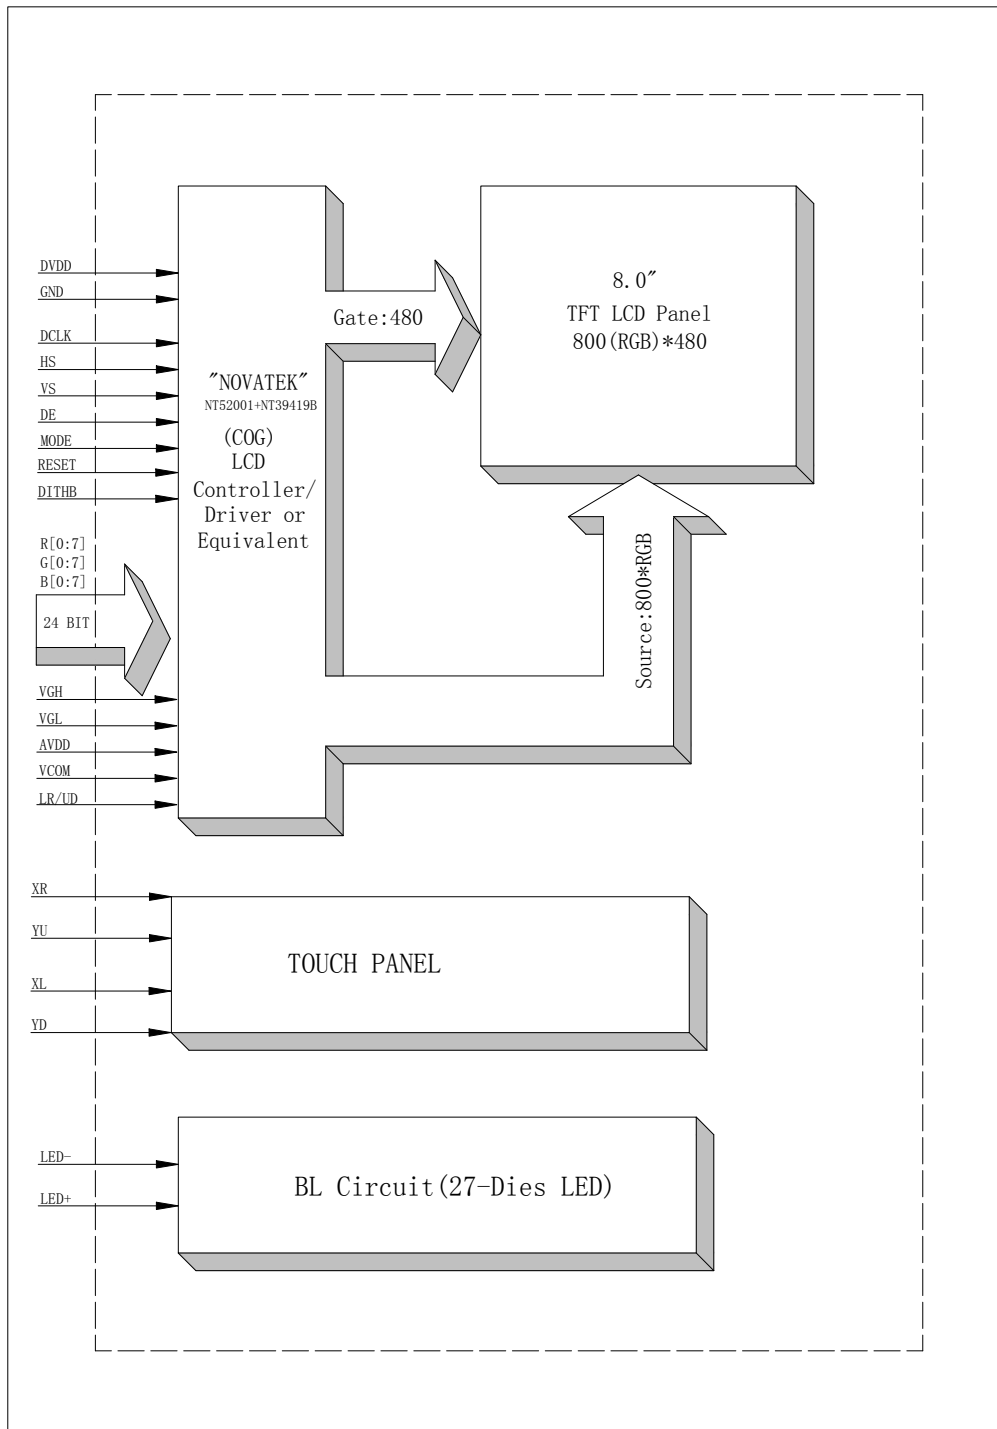 DVDD
GND
DCLK
HS
VS
DE
MODE
RESET
DITHB
R[0:7]
G[0:7]
B[0:7]
24 BIT
VGH
VGL
AVDD
VCOM
LR/UD
"NOVATEK"
NT52001+NT39419B
(COG)
LCD
Controller/
Driver or
Equivalent
Gate:480
8.0"
TFT LCD Panel
800(RGB)*480
Source:800*RGB
XR
YU
XL
YD
TOUCH PANEL
LED-
LED+
BL Circuit(27-Dies LED)